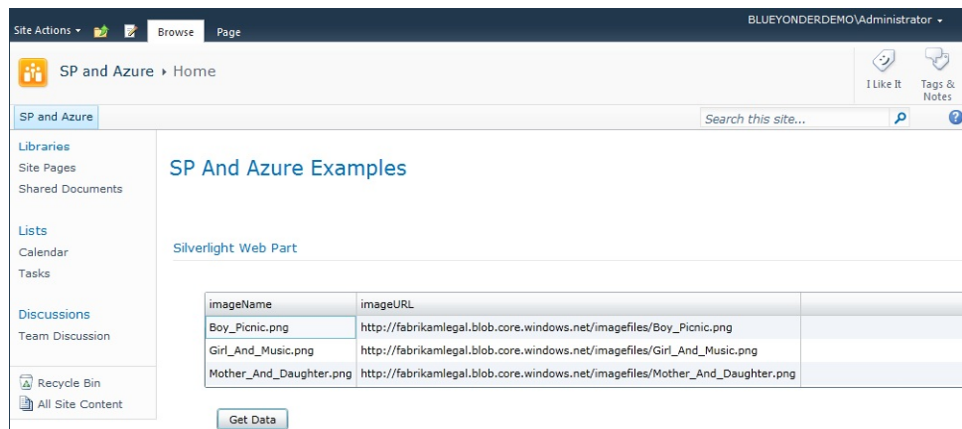 BLUEYONDERDEMO\Administrator
Site Actions Browse Page
SP and Azure Home
I Like It Tags & Notes
SP and Azure
Search this site...
Libraries
Site Pages
Shared Documents
Lists
Calendar
Tasks
Discussions
Team Discussion
Recycle Bin
All Site Content
SP And Azure Examples
Silverlight Web Part
imageName imageURL
Boy_Picnic.png http://fabrikamlegal.blob.core.windows.net/imagefiles/Boy_Picnic.png
Girl_And_Music.png http://fabrikamlegal.blob.core.windows.net/imagefiles/Girl_And_Music.png
Mother_And_Daughter.png http://fabrikamlegal.blob.core.windows.net/imagefiles/Mother_And_Daughter.png
Get Data